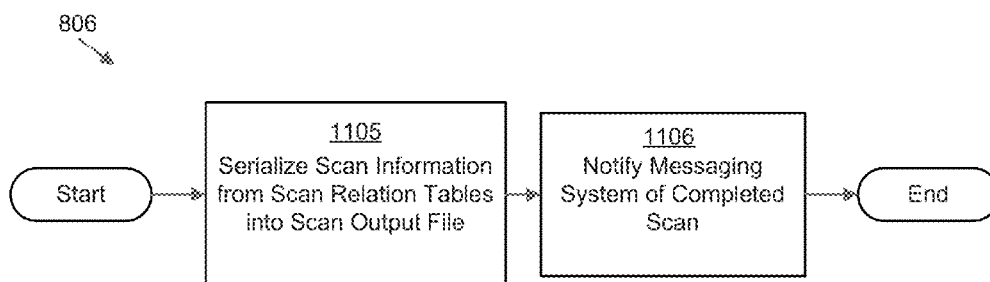 806
Start
1105
Serialize Scan Information
from Scan Relation Tables
into Scan Output File
1106
Notify Messaging
System of Completed
Scan
End